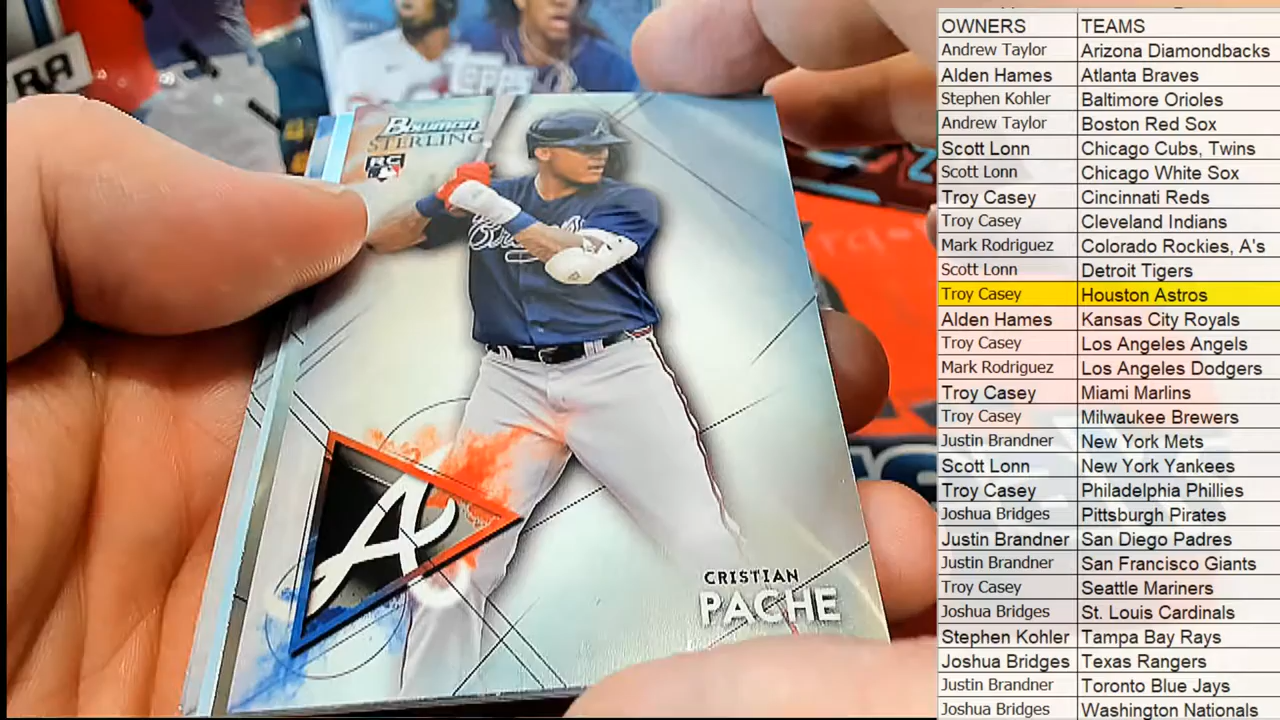 RA
TOPPS
Bowman
STERLING
RC
Braves
A
CRISTIAN
PACHE
OWNERS TEAMS
Andrew Taylor Arizona Diamondbacks
Alden Hames Atlanta Braves
Stephen Kohler Baltimore Orioles
Andrew Taylor Boston Red Sox
Scott Lonn Chicago Cubs, Twins
Scott Lonn Chicago White Sox
Troy Casey Cincinnati Reds
Troy Casey Cleveland Indians
Mark Rodriguez Colorado Rockies, A's
Scott Lonn Detroit Tigers
Troy Casey Houston Astros
Alden Hames Kansas City Royals
Troy Casey Los Angeles Angels
Mark Rodriguez Los Angeles Dodgers
Troy Casey Miami Marlins
Troy Casey Milwaukee Brewers
Justin Brandner New York Mets
Scott Lonn New York Yankees
Troy Casey Philadelphia Phillies
Joshua Bridges Pittsburgh Pirates
Justin Brandner San Diego Padres
Justin Brandner San Francisco Giants
Troy Casey Seattle Mariners
Joshua Bridges St. Louis Cardinals
Stephen Kohler Tampa Bay Rays
Joshua Bridges Texas Rangers
Justin Brandner Toronto Blue Jays
Joshua Bridges Washington Nationals